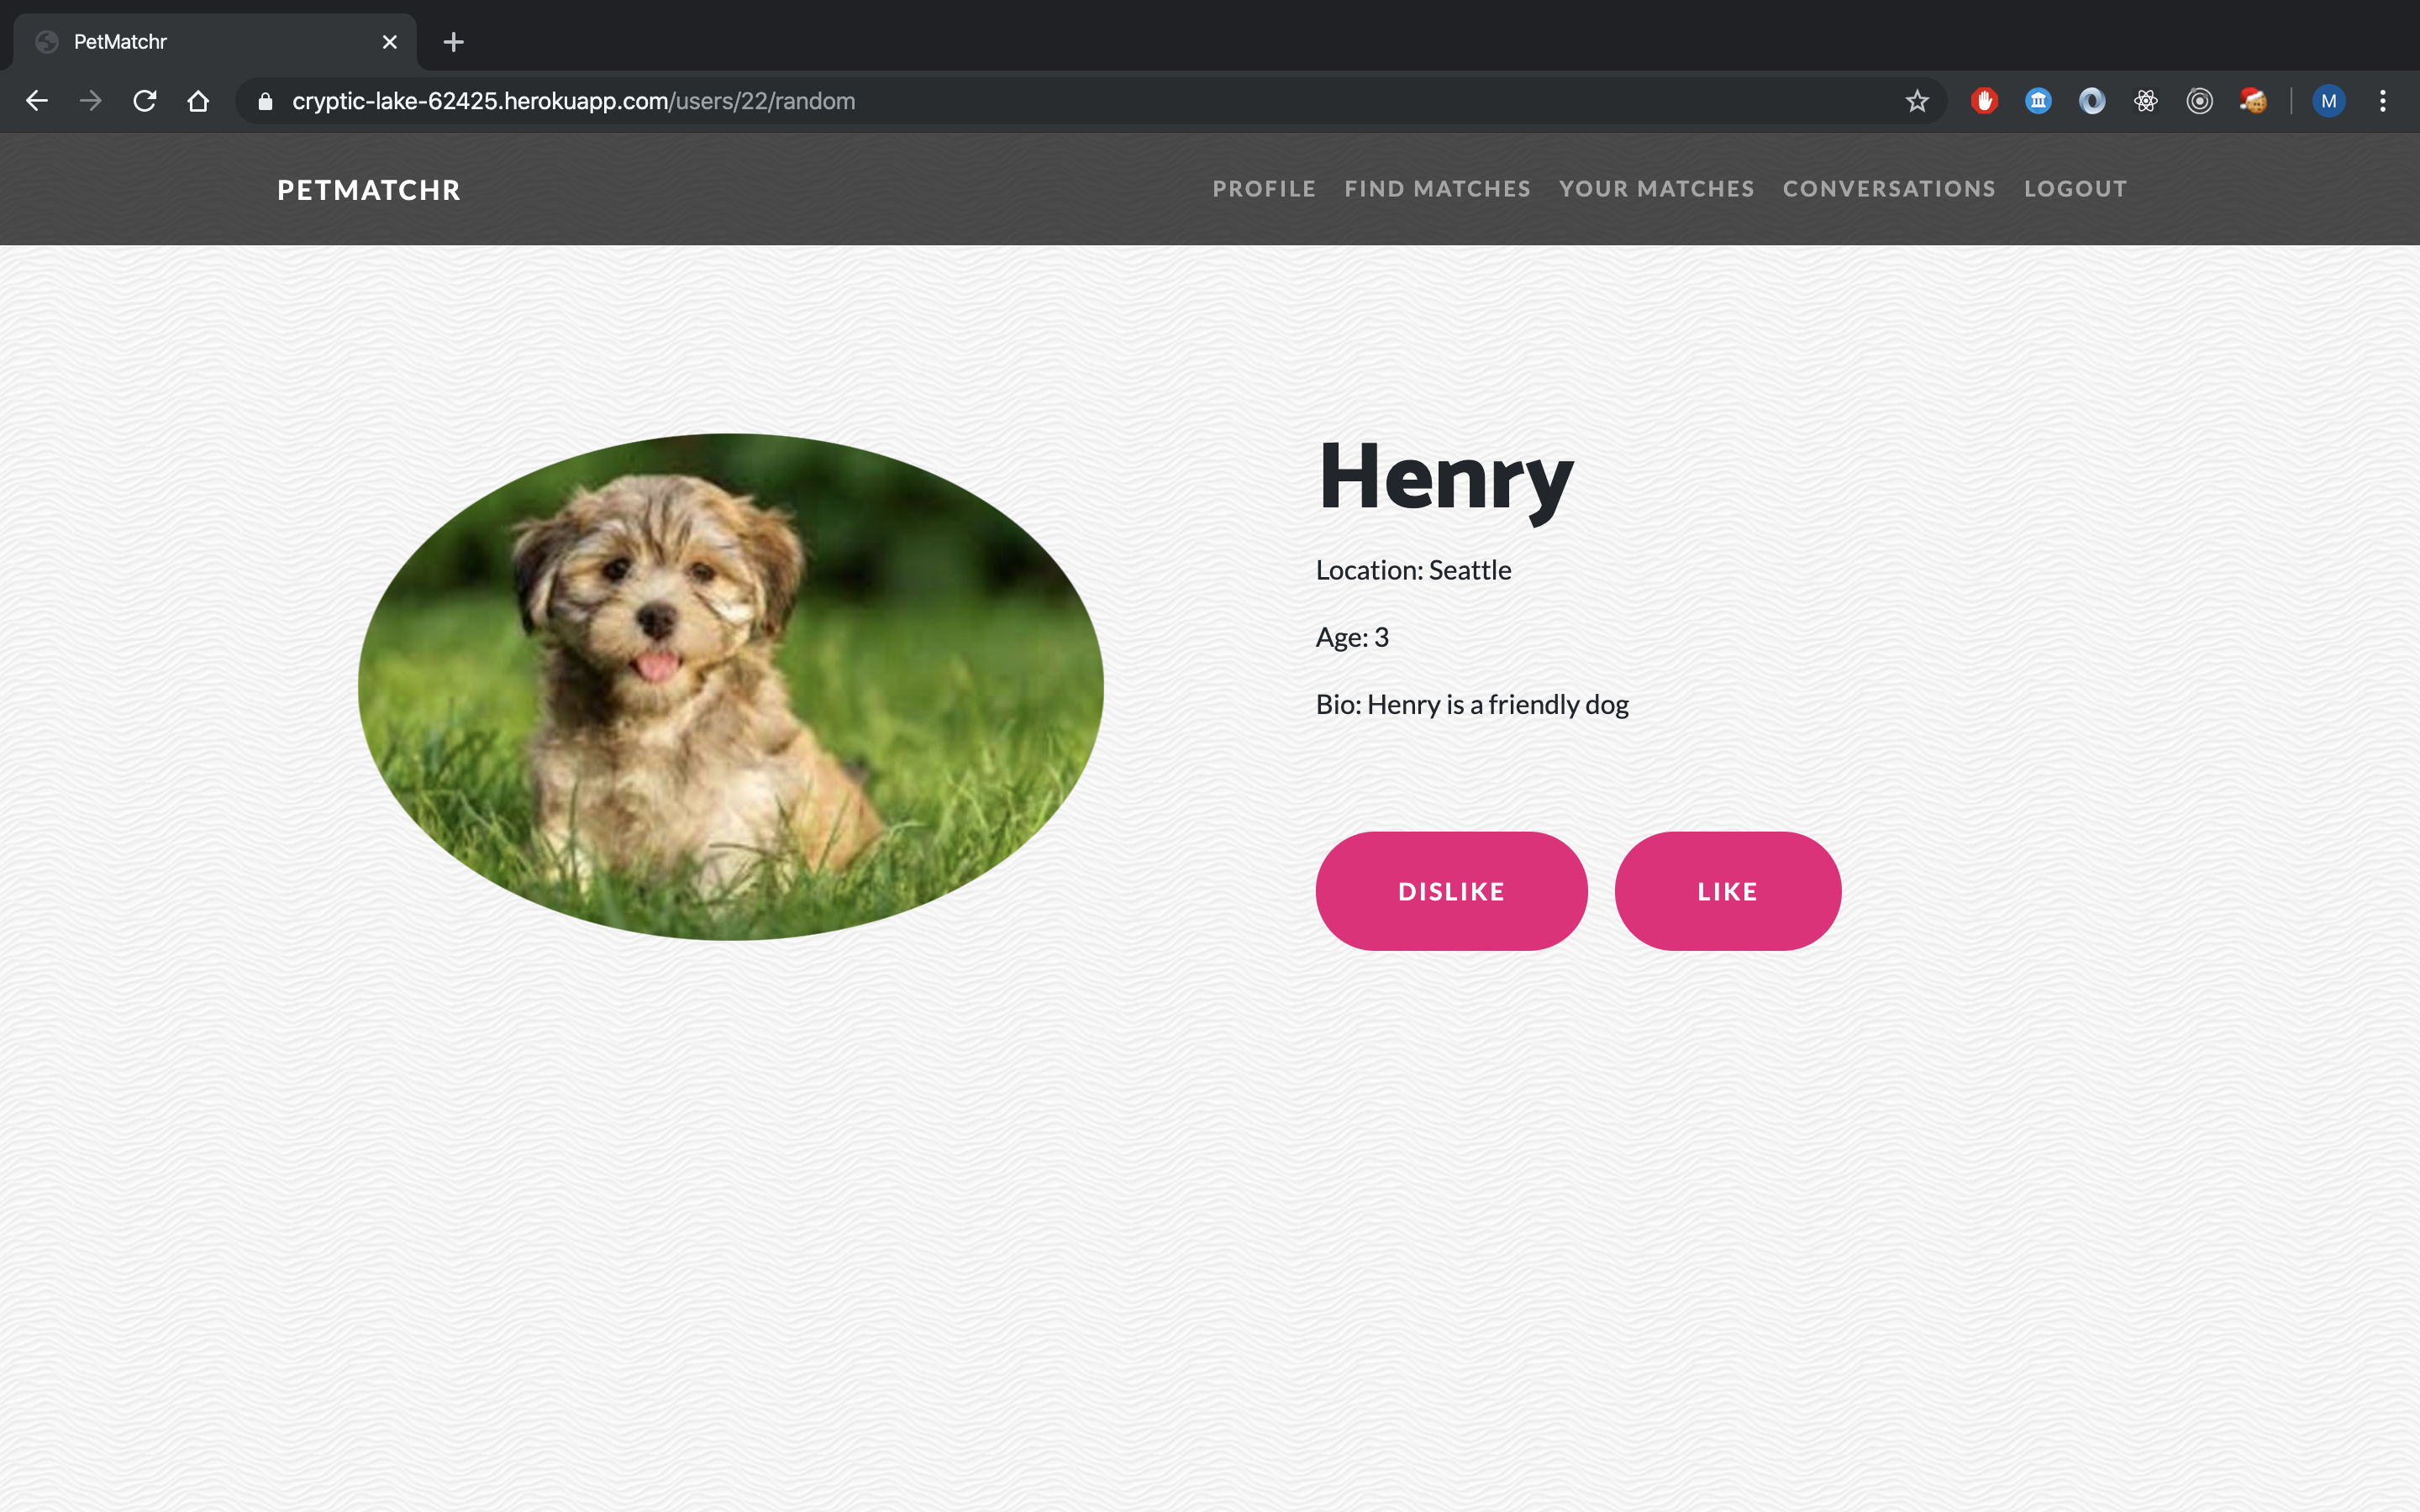 PetMatchr
cryptic-lake-62425.herokuapp.com/users/22/random
M
PETMATCHR
PROFILE FIND MATCHES YOUR MATCHES CONVERSATIONS LOGOUT
Henry
Location: Seattle
Age: 3
Bio: Henry is a friendly dog
DISLIKE LIKE